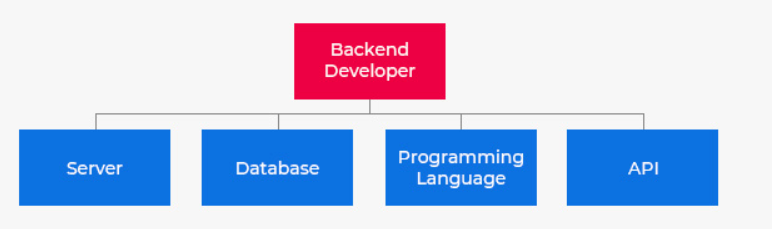 Backend
Developer
Server
Database
Programming
Language
API